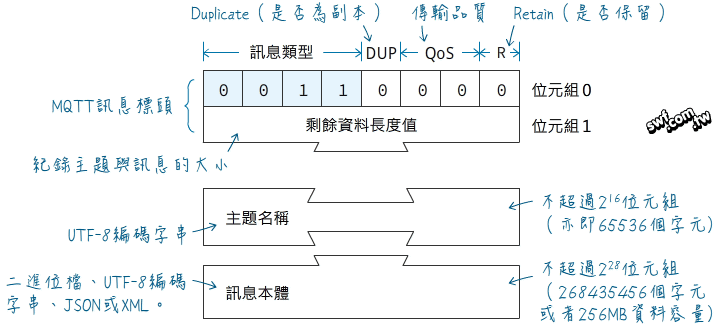 Duplicate（是否為副本） 傳輸品質 Retain（是否保留）
訊息類型 DUP QoS R
MQTT訊息標頭
0 0 1 1 0 0 0 0 位元組0
剩餘資料長度值 位元組1
紀錄主題與訊息的大小
swf.com.tw
主題名稱
UTF-8編碼字串
不超過2¹⁶位元組
（亦即65536個字元）
訊息本體
二進位檔、UTF-8編碼
字串、JSON或XML。
不超過2²⁸位元組
（268435456個字元
或者256MB資料容量）